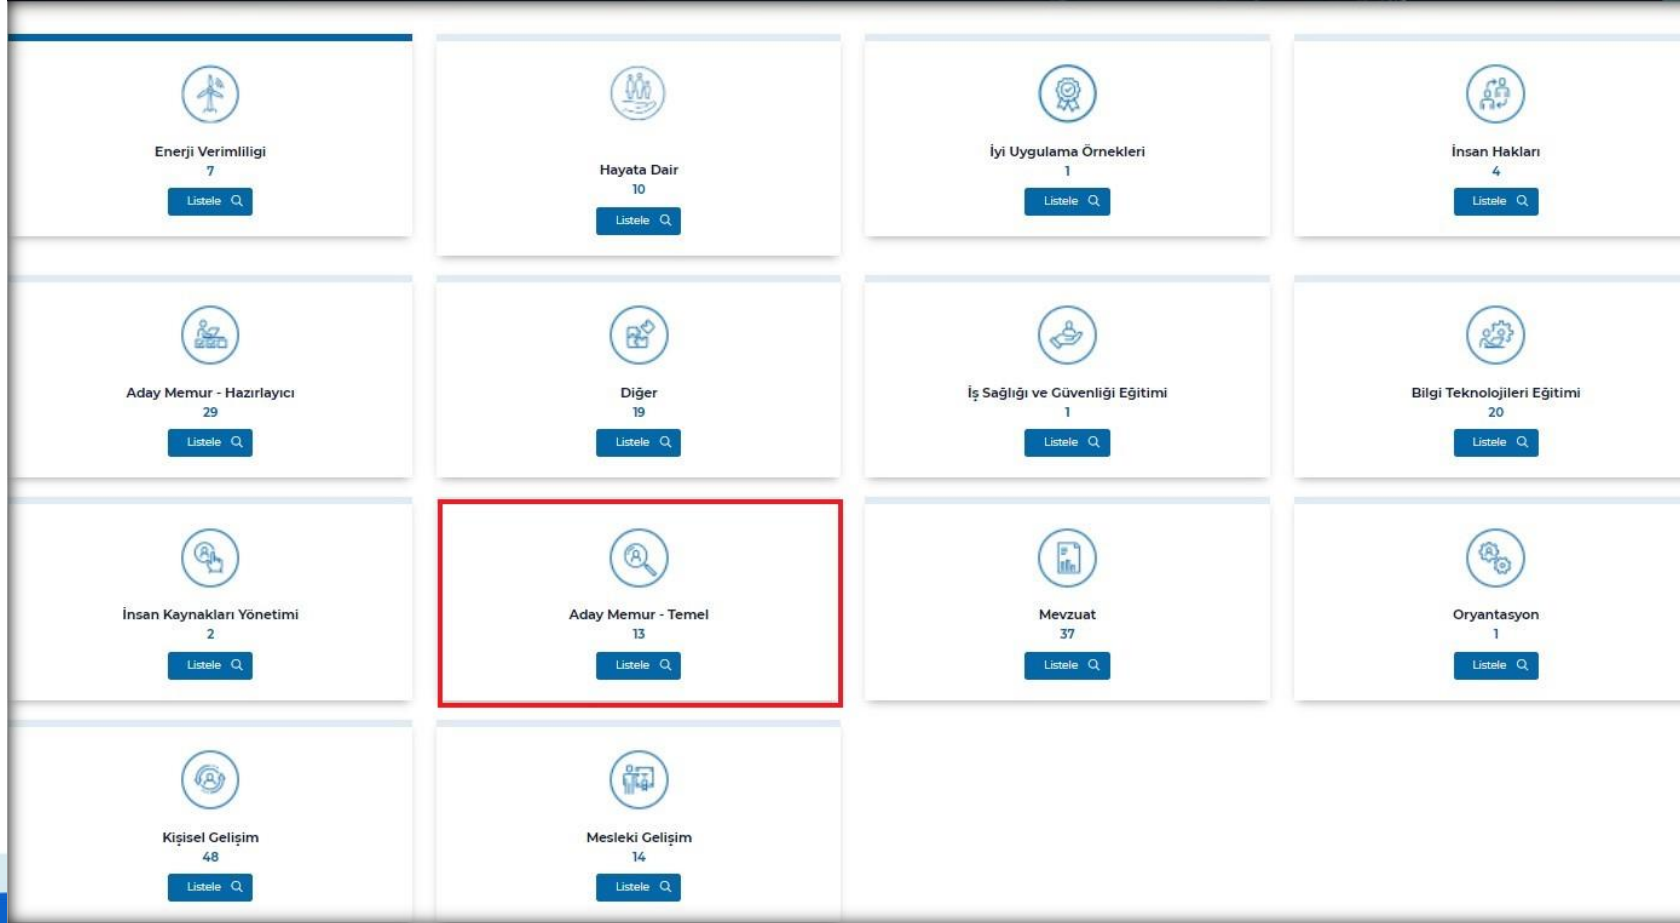 Enerji Verimliligi
7
Listele
Hayata Dair
10
Listele
İyi Uygulama Örnekleri
1
Listele
İnsan Hakları
4
Listele
Aday Memur - Hazırlayıcı
29
Listele
Diğer
19
Listele
İş Sağlığı ve Güvenliği Eğitimi
1
Listele
Bilgi Teknolojileri Eğitimi
20
Listele
İnsan Kaynakları Yönetimi
2
Listele
Aday Memur - Temel
13
Listele
Mevzuat
37
Listele
Oryantasyon
1
Listele
Kişisel Gelişim
48
Listele
Mesleki Gelişim
14
Listele